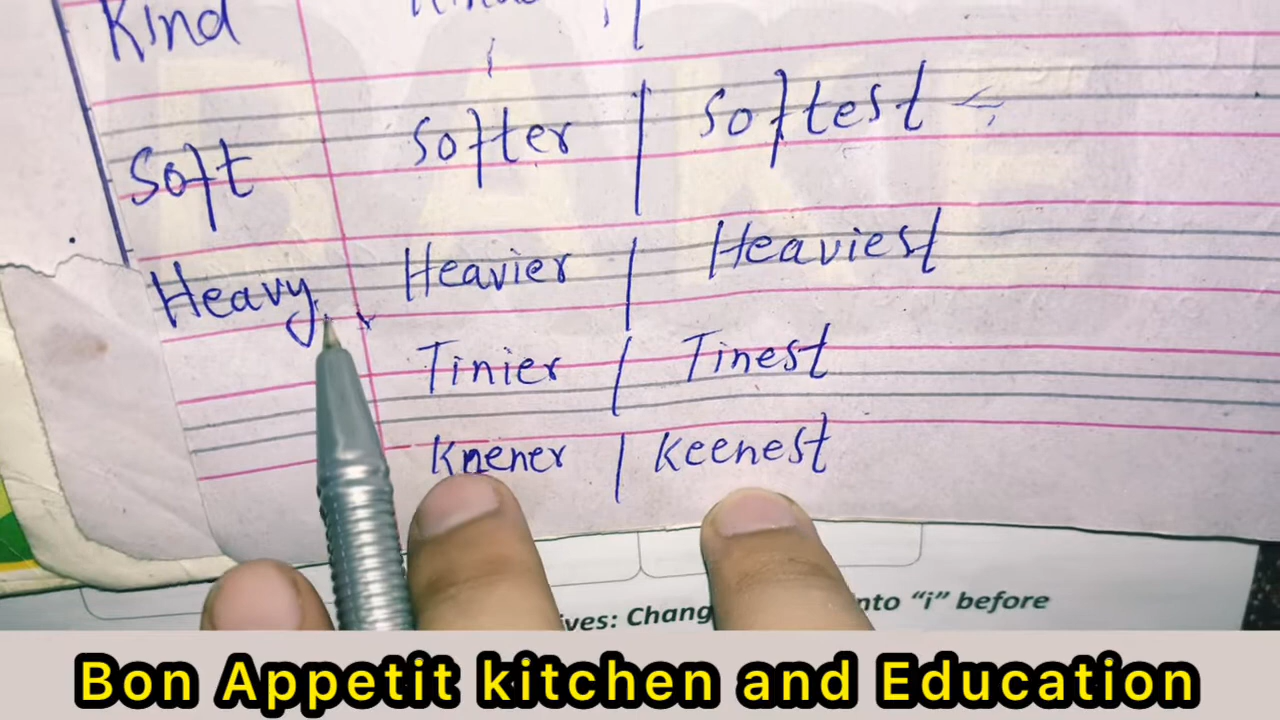 Kind
Soft Softer | Softest
Heavy Heavier | Heaviest
Tinier | Tinest
Knener | Keenest
ives: Chang nto “i” before
Bon Appetit kitchen and Education